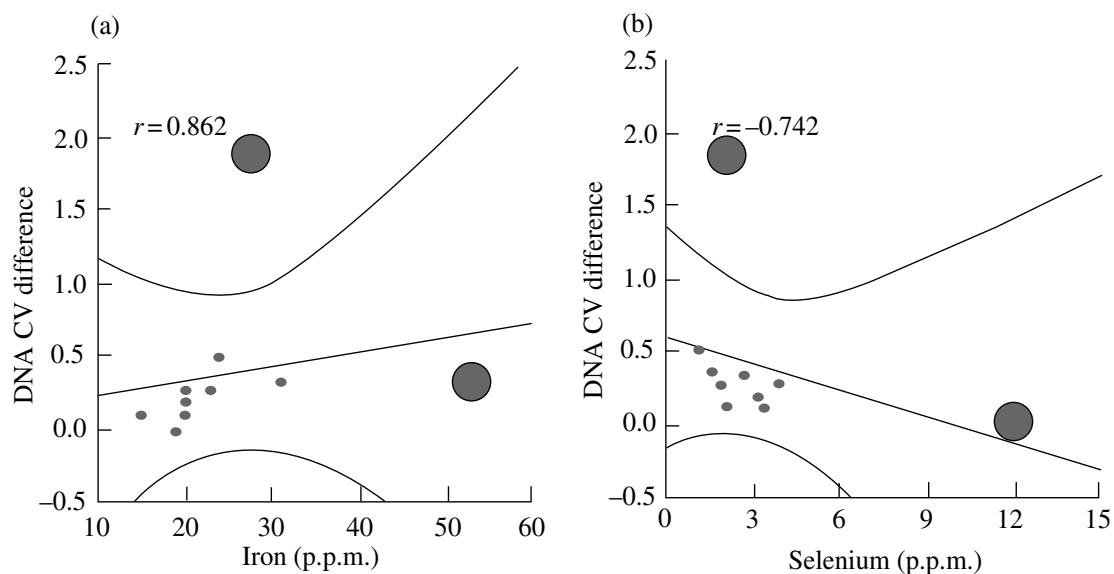 (a)
2.5
2.0
1.5
1.0
0.5
0.0
–0.5
DNA CV difference
r = 0.862
10 20 30 40 50 60
Iron (p.p.m.)
(b)
2.5
2.0
1.5
1.0
0.5
0.0
–0.5
DNA CV difference
r = –0.742
0 3 6 9 12 15
Selenium (p.p.m.)